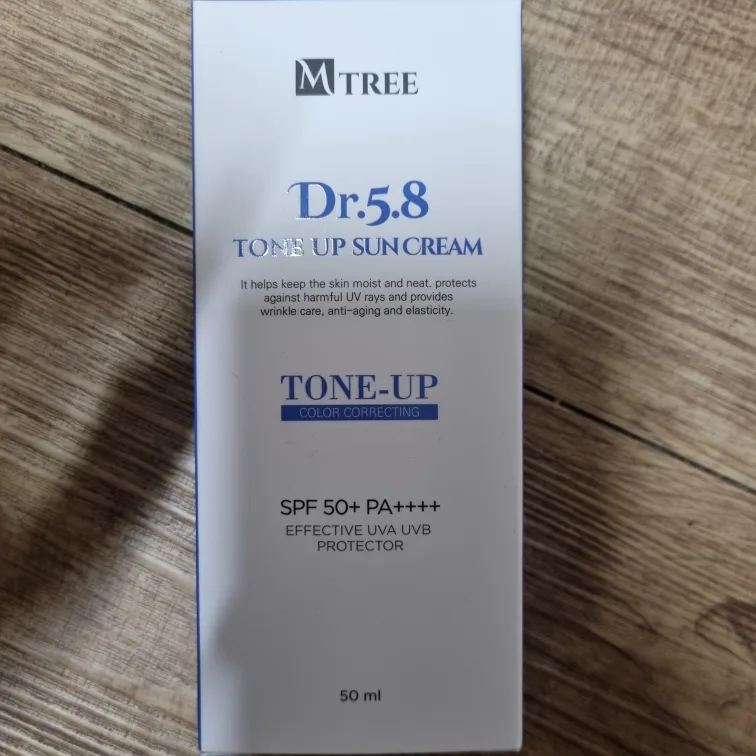 M TREE
Dr.5.8
TONE UP SUN CREAM
It helps keep the skin moist and neat. protects
against harmful UV rays and provides
wrinkle care, anti-aging and elasticity.
TONE-UP
COLOR CORRECTING
SPF 50+ PA++++
EFFECTIVE UVA UVB
PROTECTOR
50 ml